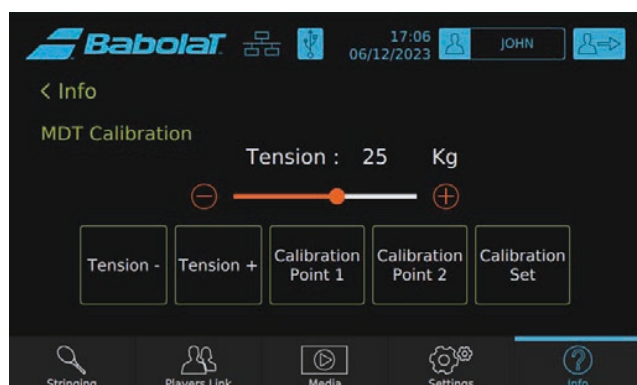 BabolaT
17:06
06/12/2023
JOHN
< Info
MDT Calibration
Tension : 25 Kg
Tension -
Tension +
Calibration
Point 1
Calibration
Point 2
Calibration
Set
Stringing
Players Link
Media
Settings
Info